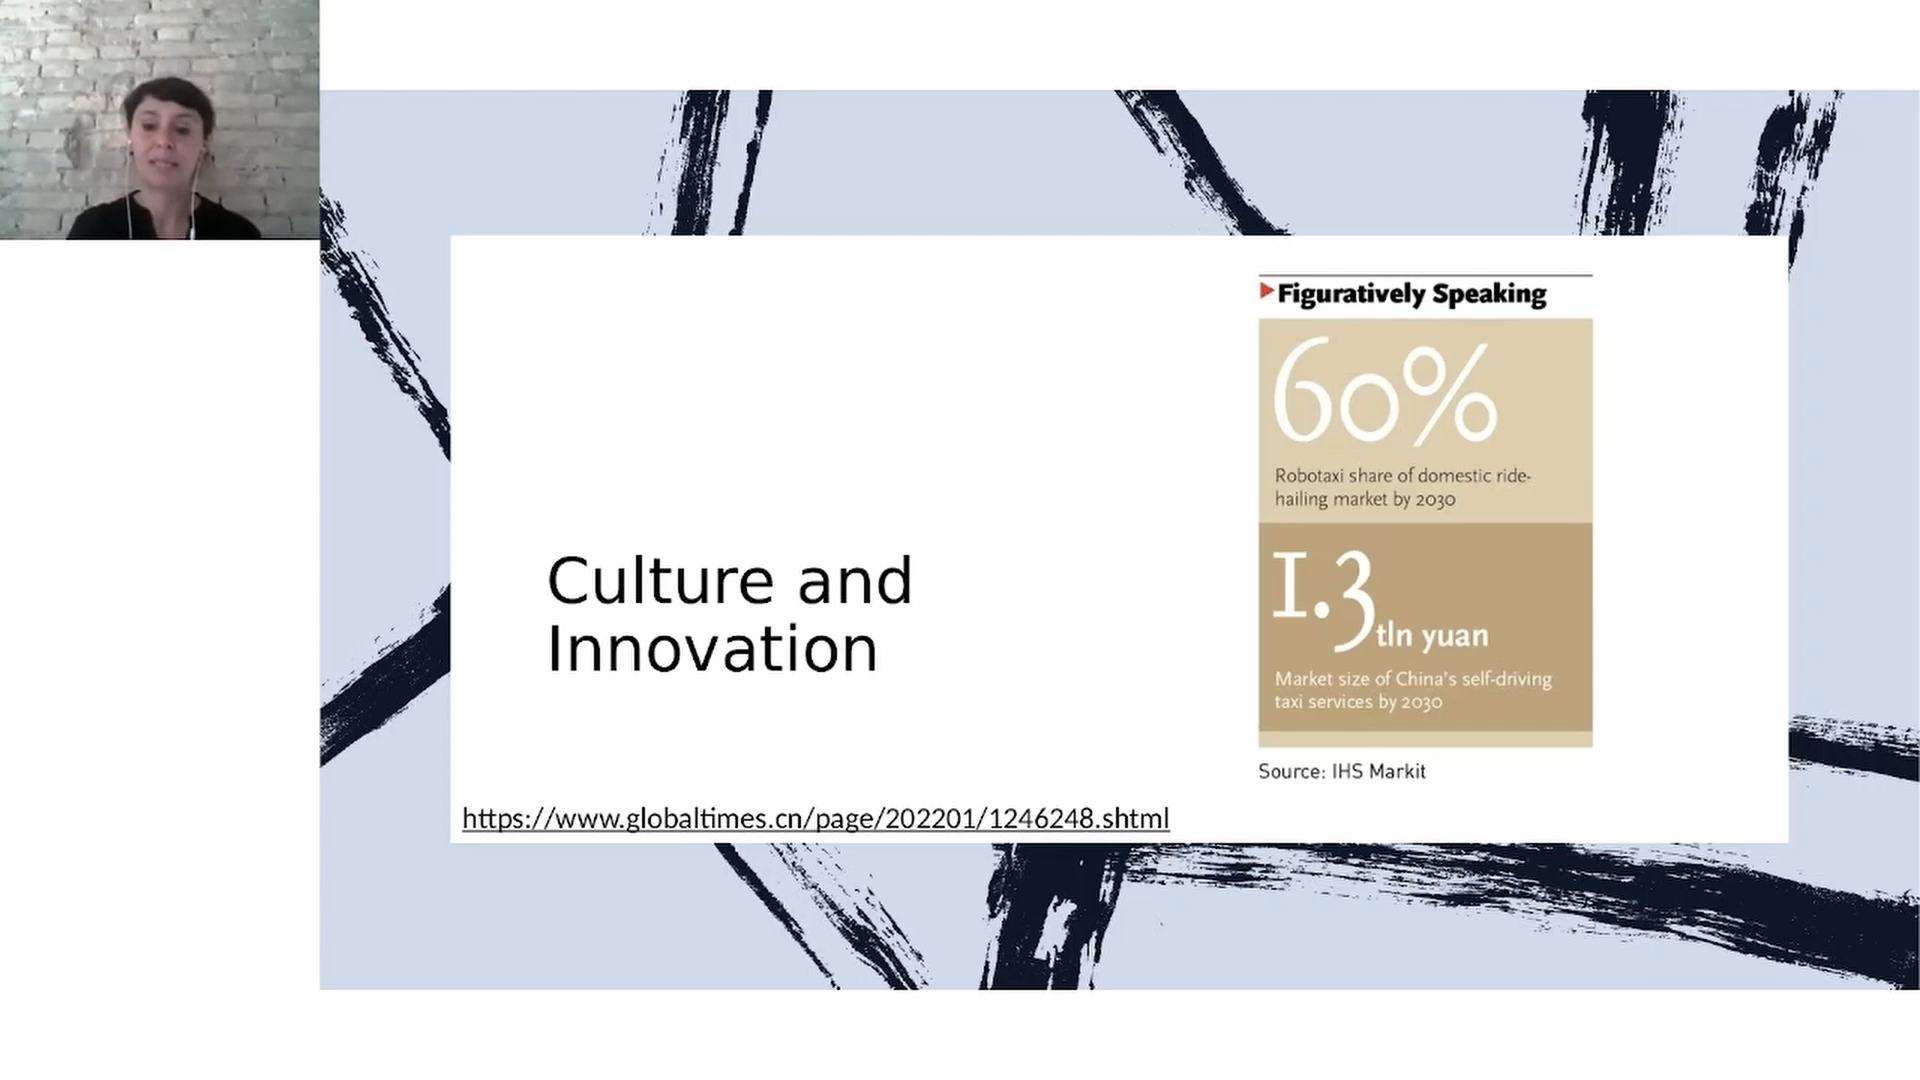 Culture and
Innovation
https://www.globaltimes.cn/page/202201/1246248.shtml
Figuratively Speaking
60%
Robotaxi share of domestic ride-
hailing market by 2030
1.3 tln yuan
Market size of China's self-driving
taxi services by 2030
Source: IHS Markit